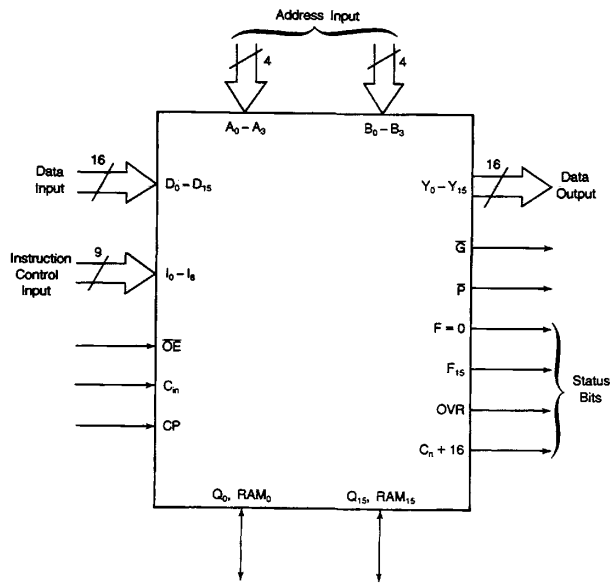 Address Input
4 4
A₀ – A₃ B₀ – B₃
16 16
Data Input D₀ – D₁₅ Y₀ – Y₁₅ Data Output
G̅
9
Instruction Control Input I₀ – I₈
P̅
F = 0
O̅E̅
F₁₅
Cᵢₙ Status Bits
OVR
CP
Cₙ + 16
Q₀, RAM₀ Q₁₅, RAM₁₅